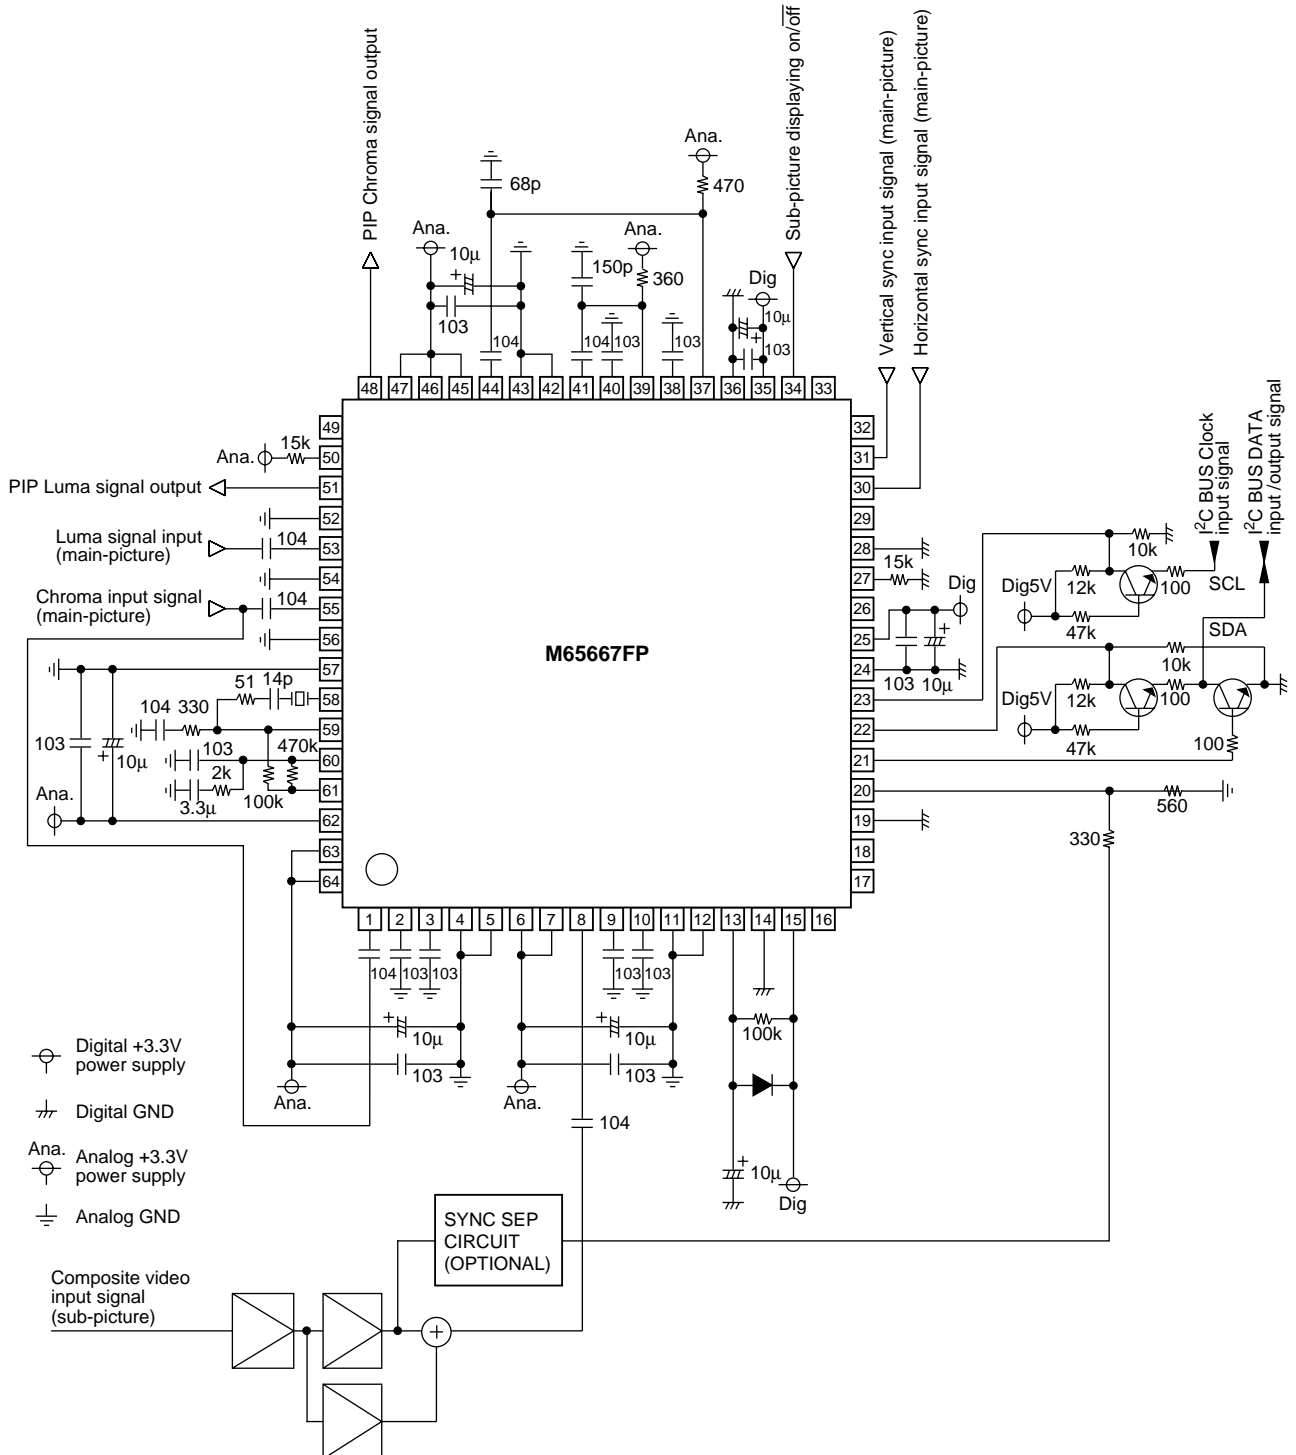 PIP Chroma signal output
Sub-picture displaying on/off
Vertical sync input signal (main-picture)
Horizontal sync input signal (main-picture)
Ana.
68p
470
Ana.
10µ
103
104
150p
Ana.
360
104
103
103
Dig
10µ
103
48 47 46 45 44 43 42 41 40 39 38 37 36 35 34 33
49
50
51
52
53
54
55
56
57
58
59
60
61
62
63
64
32
31
30
29
28
27
26
25
24
23
22
21
20
19
18
17
M65667FP
Ana.
15k
PIP Luma signal output
Luma signal input
(main-picture)
104
Chroma input signal
(main-picture)
104
51
14p
104
330
103
10µ
103
470k
2k
3.3µ
100k
Ana.
I2C BUS Clock
input signal
I2C BUS DATA
input /output signal
10k
Dig5V
12k
100
SCL
47k
15k
Dig
103
10µ
SDA
10k
Dig5V
12k
100
47k
100
560
330
1 2 3 4 5 6 7 8 9 10 11 12 13 14 15 16
104
103
103
103
103
10µ
103
Ana.
10µ
103
Ana.
104
100k
10µ
Dig
Digital +3.3V
power supply
Digital GND
Ana.
Analog +3.3V
power supply
Analog GND
SYNC SEP
CIRCUIT
(OPTIONAL)
Composite video
input signal
(sub-picture)
+